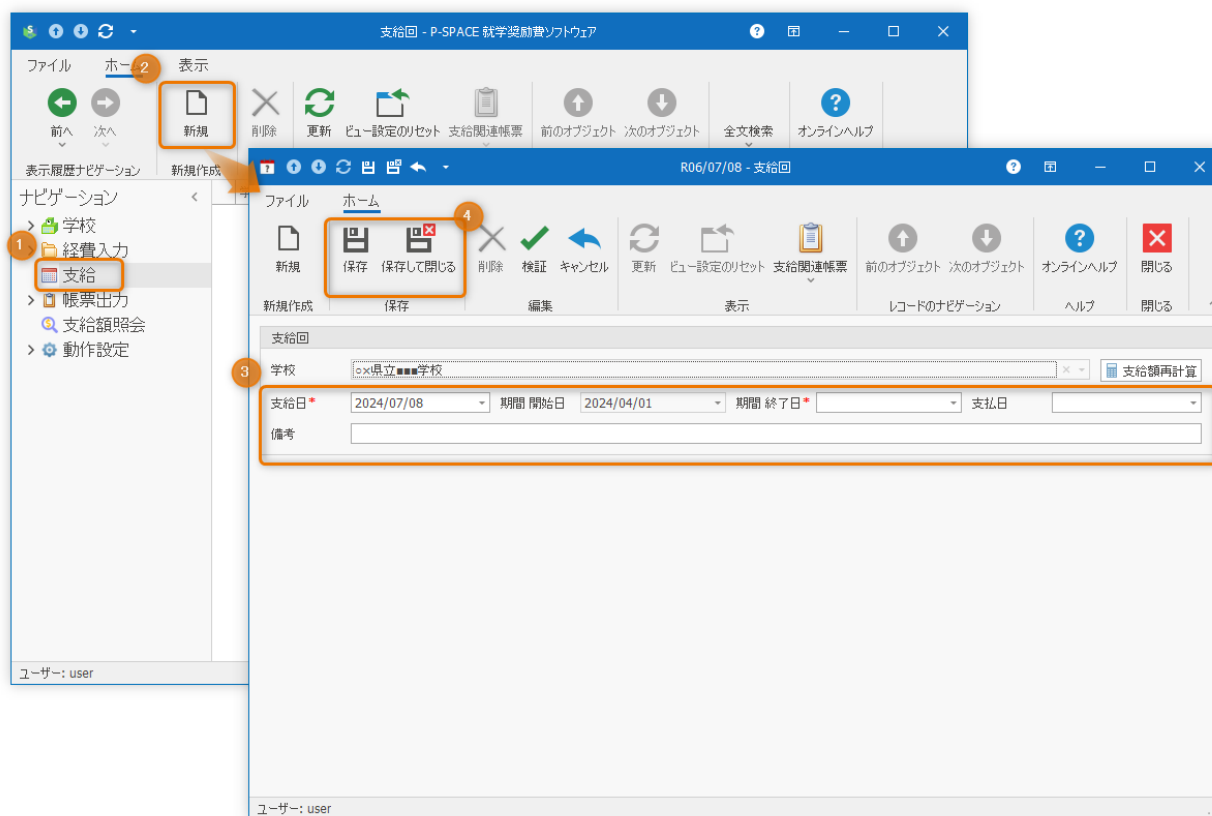 支給回 - P-SPACE 就学奨励費ソフトウェア
ファイル ホーム 表示
2
前へ 次へ 新規 削除 更新 ビュー設定のリセット 支給関連帳票 前のオブジェクト 次のオブジェクト 全文検索 オンラインヘルプ
表示履歴ナビゲーション 新規作成
ナビゲーション
学校
1
経費入力
支給
帳票出力
支給額照会
動作設定
ユーザー: user
R06/07/08 - 支給回
ファイル ホーム
4
新規 保存 保存して閉じる 削除 検証 キャンセル 更新 ビュー設定のリセット 支給関連帳票 前のオブジェクト 次のオブジェクト オンラインヘルプ 閉じる
新規作成 保存 編集 表示 レコードのナビゲーション ヘルプ 閉じる
支給回
3
学校 ○×県立■■■学校 支給額再計算
支給日* 2024/07/08 期間 開始日 2024/04/01 期間 終了日* 支払日
備考
ユーザー: user